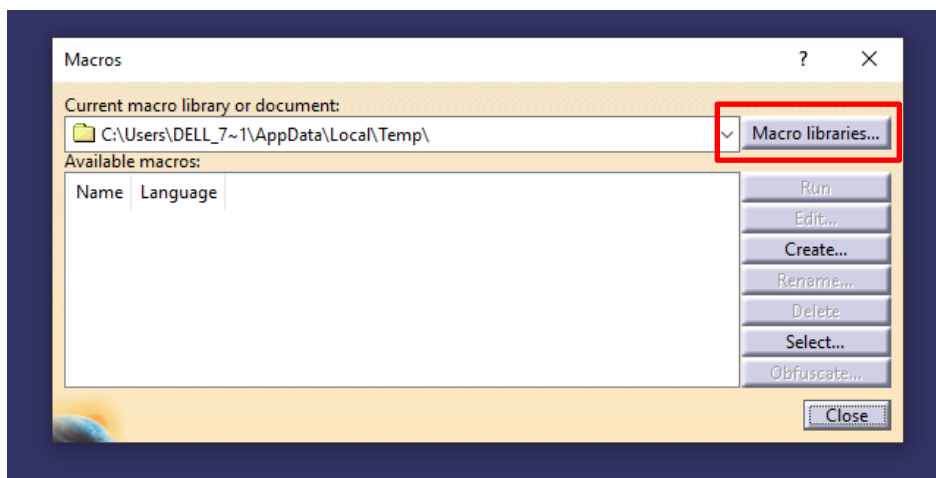 Macros
Current macro library or document:
C:\Users\DELL_7~1\AppData\Local\Temp\
Macro libraries...
Available macros:
Name Language
Run
Edit...
Create...
Rename...
Delete
Select...
Obfuscate...
Close